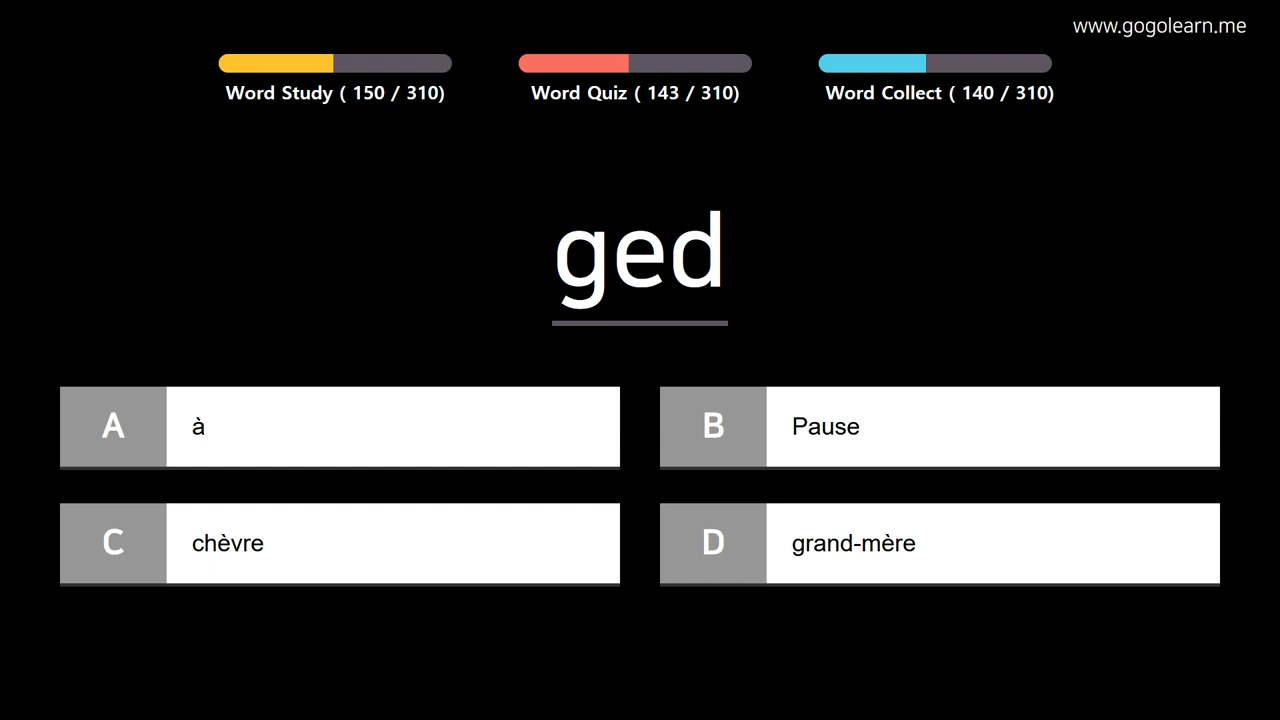 www.gogolearn.me
Word Study ( 150 / 310)
Word Quiz ( 143 / 310)
Word Collect ( 140 / 310)
ged
A
à
B
Pause
C
chèvre
D
grand-mère